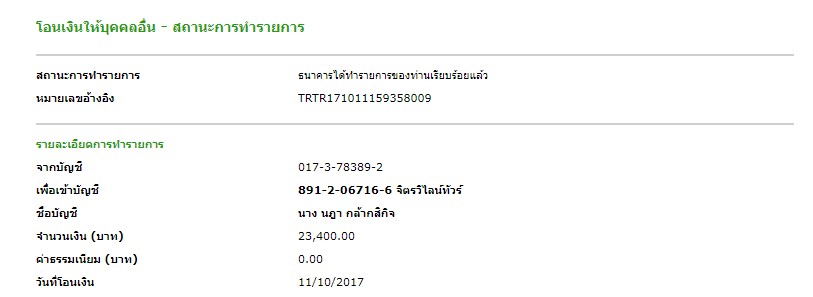 โอนเงินให้บุคคลอื่น - สถานะการทำรายการ
สถานะการทำรายการ ธนาคารได้ทำรายการของท่านเรียบร้อยแล้ว
หมายเลขอ้างอิง TRTR171011159358009
รายละเอียดการทำรายการ
จากบัญชี 017-3-78389-2
เพื่อเข้าบัญชี 891-2-06716-6 จิตรวิไลน์ทัวร์
ชื่อบัญชี นาง นฎา กล้ากสิกิจ
จำนวนเงิน (บาท) 23,400.00
ค่าธรรมเนียม (บาท) 0.00
วันที่โอนเงิน 11/10/2017